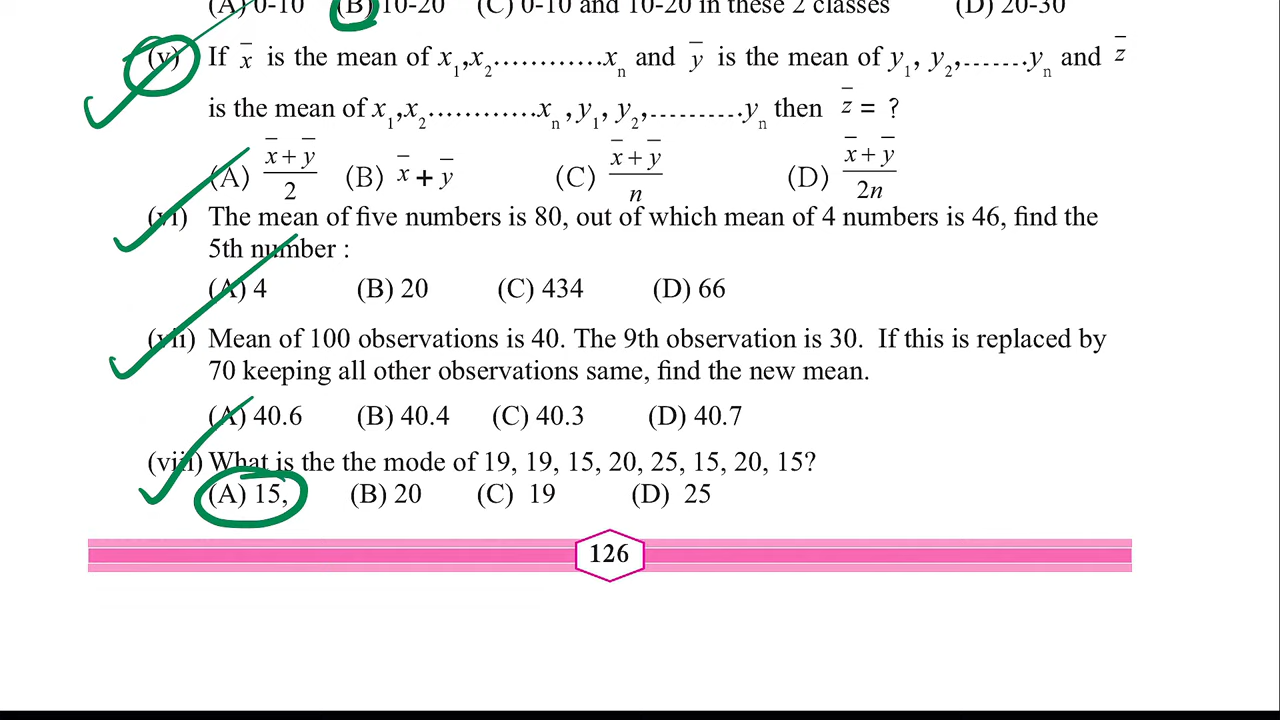 (A) 0-10 (B) 10-20 (C) 0-10 and 10-20 in these 2 classes (D) 20-30
(v) If x̄ is the mean of x₁,x₂............xₙ and ȳ is the mean of y₁, y₂,.......yₙ and z̄
is the mean of x₁,x₂............xₙ,y₁, y₂,..........yₙ then z̄ = ?
(A) (x̄ + ȳ)/2 (B) x̄ + ȳ (C) (x̄ + ȳ)/n (D) (x̄ + ȳ)/2n
(vi) The mean of five numbers is 80, out of which mean of 4 numbers is 46, find the
5th number :
(A) 4 (B) 20 (C) 434 (D) 66
(vii) Mean of 100 observations is 40. The 9th observation is 30. If this is replaced by
70 keeping all other observations same, find the new mean.
(A) 40.6 (B) 40.4 (C) 40.3 (D) 40.7
(viii) What is the the mode of 19, 19, 15, 20, 25, 15, 20, 15?
(A) 15, (B) 20 (C) 19 (D) 25
126